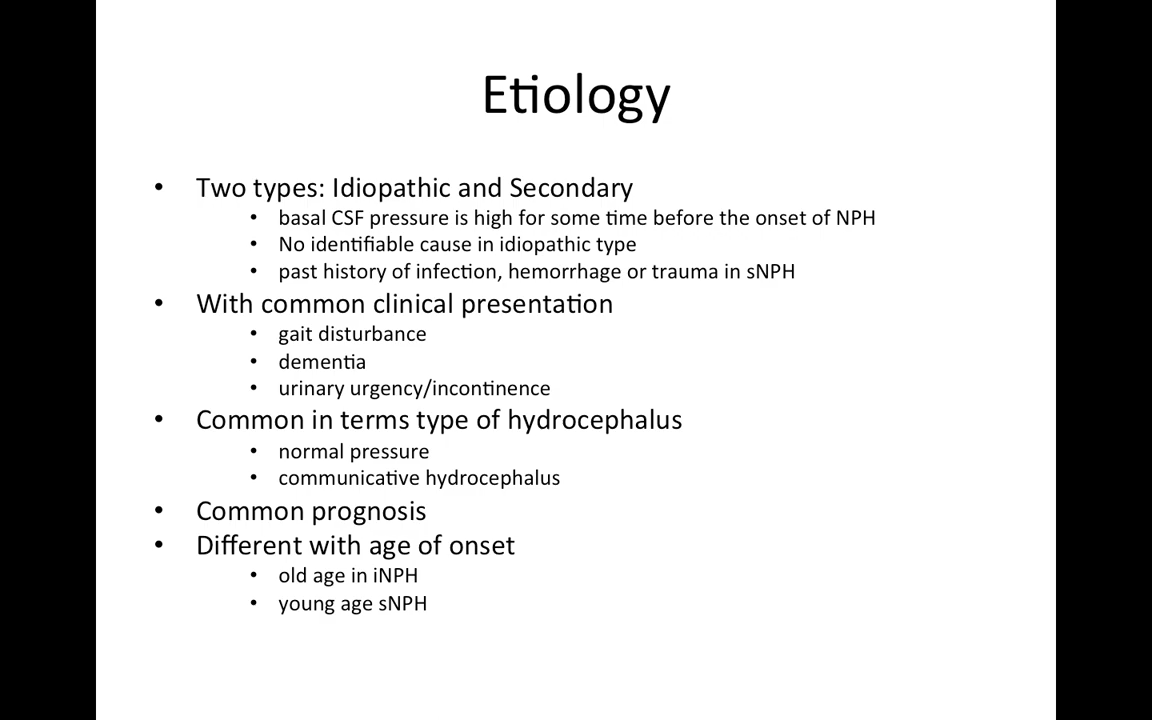 Etiology
• Two types: Idiopathic and Secondary
• basal CSF pressure is high for some time before the onset of NPH
• No identifiable cause in idiopathic type
• past history of infection, hemorrhage or trauma in sNPH
• With common clinical presentation
• gait disturbance
• dementia
• urinary urgency/incontinence
• Common in terms type of hydrocephalus
• normal pressure
• communicative hydrocephalus
• Common prognosis
• Different with age of onset
• old age in iNPH
• young age sNPH